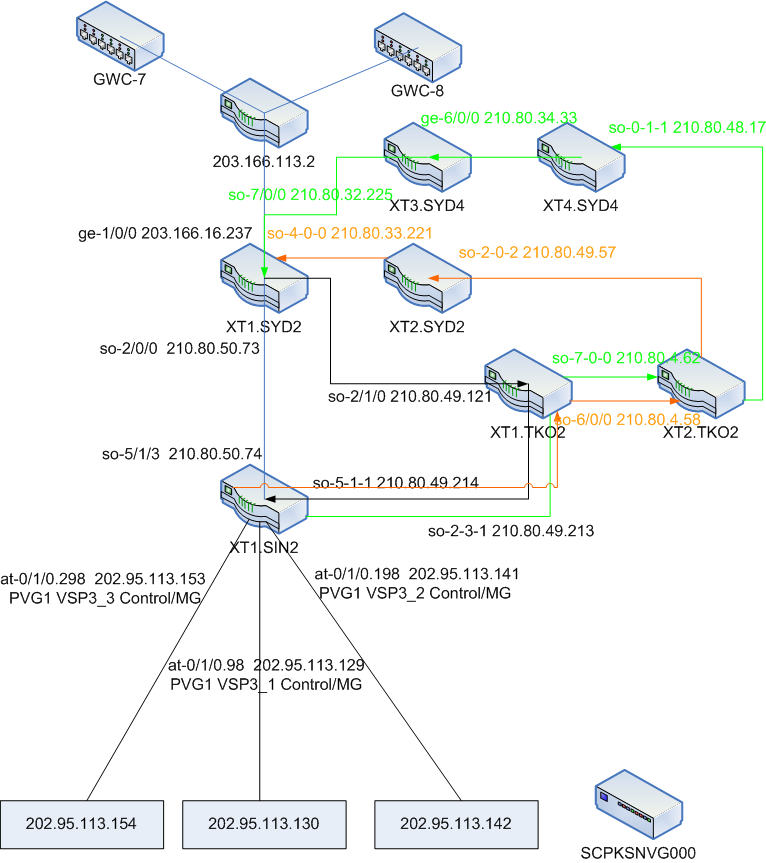 GWC-7
GWC-8
203.166.113.2
ge-6/0/0 210.80.34.33
so-0-1-1 210.80.48.17
XT3.SYD4
XT4.SYD4
so-7/0/0 210.80.32.225
ge-1/0/0 203.166.16.237
so-4-0-0 210.80.33.221
so-2-0-2 210.80.49.57
XT1.SYD2
XT2.SYD2
so-2/0/0 210.80.50.73
so-7-0-0 210.80.4.62
so-2/1/0 210.80.49.121
so-6/0/0 210.80.4.58
XT1.TKO2
XT2.TKO2
so-5/1/3 210.80.50.74
so-5-1-1 210.80.49.214
so-2-3-1 210.80.49.213
XT1.SIN2
at-0/1/0.298 202.95.113.153
PVG1 VSP3_3 Control/MG
at-0/1/0.198 202.95.113.141
PVG1 VSP3_2 Control/MG
at-0/1/0.98 202.95.113.129
PVG1 VSP3_1 Control/MG
202.95.113.154
202.95.113.130
202.95.113.142
SCPKSNVG000